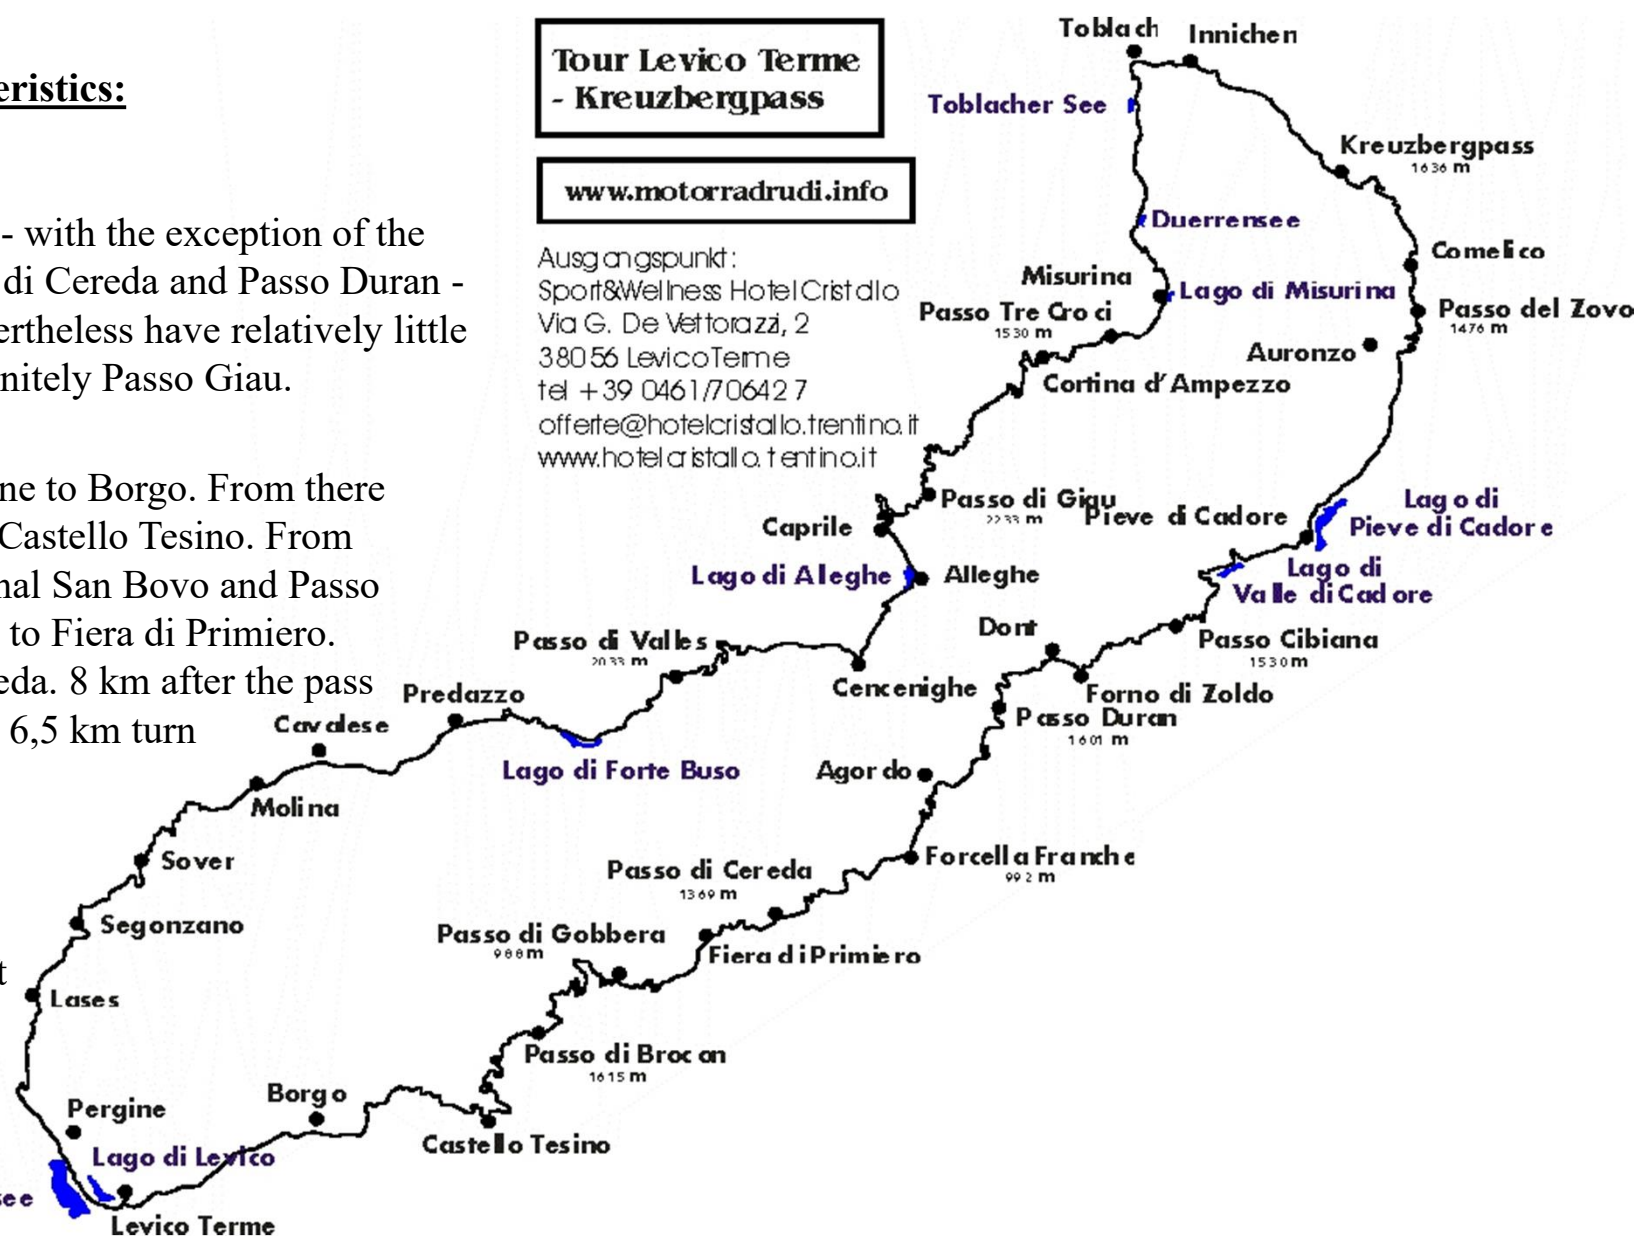 eristics:
- with the exception of the
di Cereda and Passo Duran -
ertheless have relatively little
nitely Passo Giau.
ne to Borgo. From there
Castello Tesino. From
nal San Bovo and Passo
to Fiera di Primiero.
eda. 8 km after the pass
6,5 km turn
t
Tour Levico Terme
- Kreuzbergpass
www.motorradrudi.info
Ausgangspunkt:
Sport&Wellness Hotel Cristallo
Via G. De Vettorazzi, 2
38056 Levico Terme
tel +39 0461/706427
offerte@hotelcristallo.trentino.it
www.hotelcristallo.trentino.it
Toblach
Innichen
Toblacher See
Kreuzbergpass
1636 m
Duerrensee
Comelico
Misurina
Lago di Misurina
Passo Tre Croci
1530 m
Passo del Zovo
1476 m
Auronzo
Cortina d'Ampezzo
Passo di Giau
2233 m
Pieve di Cadore
Lago di
Pieve di Cadore
Caprile
Lago di Aleghe
Alleghe
Lago di
Valle di Cadore
Dont
Passo Cibiana
1530 m
Passo di Valles
2033 m
Cencenighe
Forno di Zoldo
Predazzo
Passo Duran
1601 m
Cavalese
Lago di Forte Buso
Agordo
Molina
Sover
Forcella Franche
992 m
Passo di Cereda
1369 m
Segonzano
Passo di Gobbera
988 m
Fiera di Primiero
Lases
Passo di Brocon
1615 m
Borgo
Pergine
Castello Tesino
Lago di Levico
see
Levico Terme